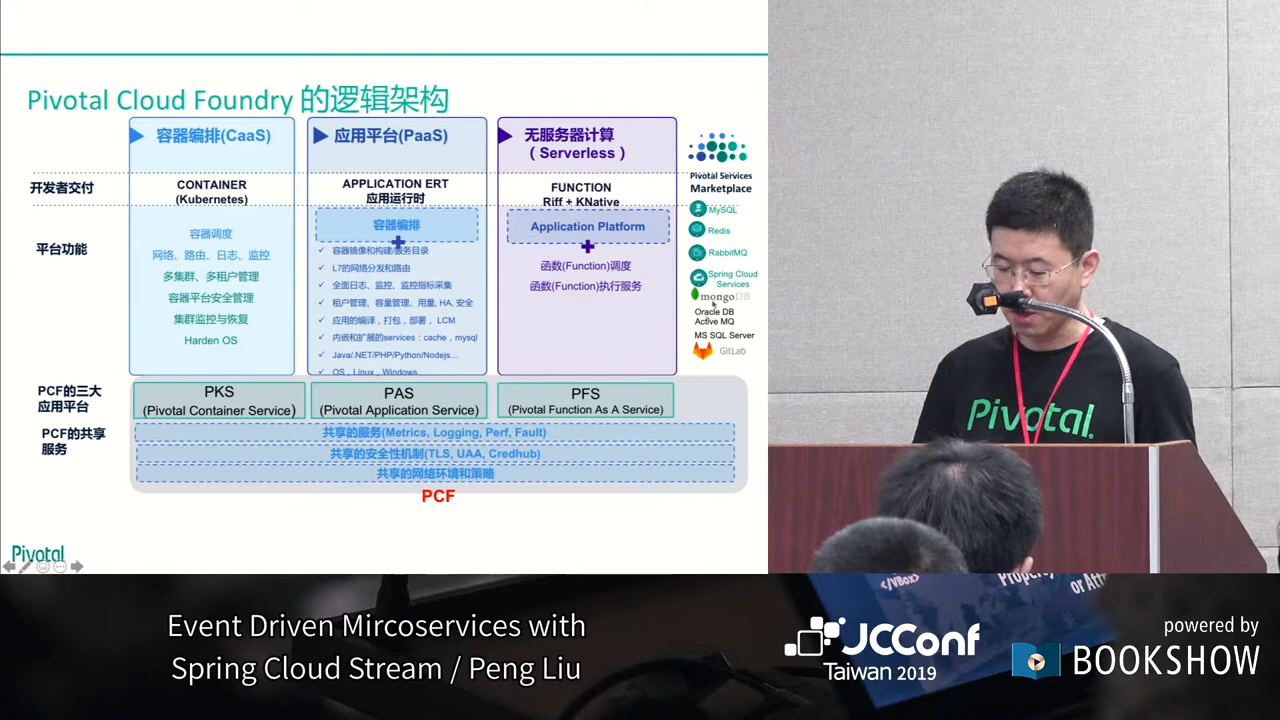 Pivotal Cloud Foundry 的逻辑架构
容器编排(CaaS)
应用平台(PaaS)
无服务器计算
( Serverless )
Pivotal Services
Marketplace
开发者交付
CONTAINER
(Kubernetes)
APPLICATION ERT
应用运行时
FUNCTION
Riff + KNative
平台功能
容器调度
网络、路由、日志、监控
多集群、多租户管理
容器平台安全管理
集群监控与恢复
Harden OS
容器编排
容器镜像和构建/服务目录
L7的网络分发和路由
全面日志、监控、监控指标采集
租户管理、容量管理、用量, HA, 安全
应用的编译，打包，部署， LCM
内嵌和扩展的services：cache，mysql
Java/.NET/PHP/Python/Nodejs...
OS，Linux，Windows
Application Platform
函数(Function)调度
函数(Function)执行服务
MySQL
Redis
RabbitMQ
Spring Cloud
Services
mongoDB
Oracle DB
Active MQ
MS SQL Server
GitLab
PCF的三大
应用平台
PKS
(Pivotal Container Service)
PAS
(Pivotal Application Service)
PFS
(Pivotal Function As A Service)
PCF的共享
服务
共享的服务(Metrics, Logging, Perf, Fault)
共享的安全性机制(TLS, UAA, Credhub)
共享的网络环境和策略
PCF
Pivotal
Pivotal.
</VBox>
or
Event Driven Mircoservices with
Spring Cloud Stream / Peng Liu
JCConf
Taiwan 2019
powered by
BOOKSHOW